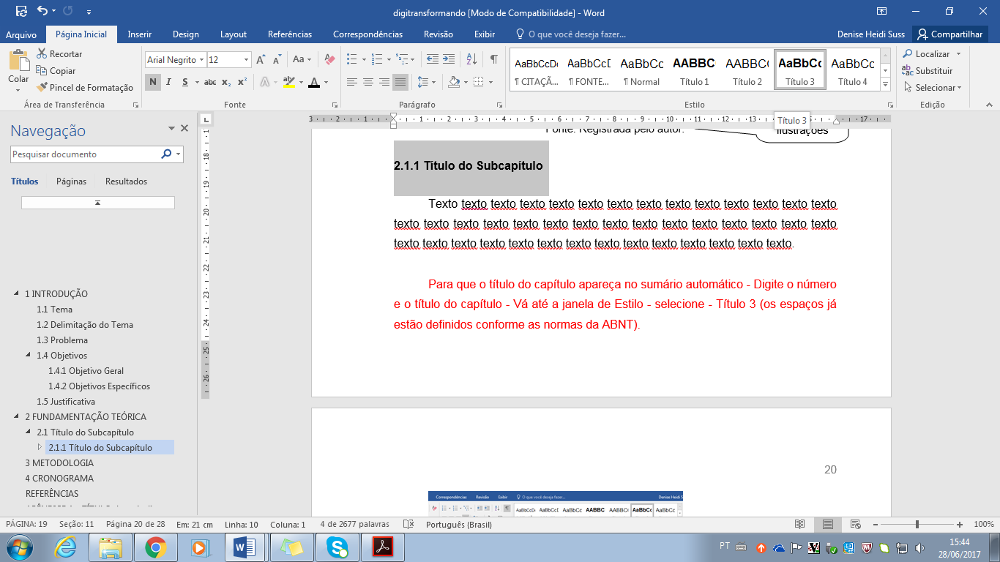 digitransformando [Modo de Compatibilidade] - Word
Arquivo Página Inicial Inserir Design Layout Referências Correspondências Revisão Exibir O que você deseja fazer... Denise Heidi Suss Compartilhar
Colar
Recortar
Copiar
Pincel de Formatação
Área de Transferência
Arial Negrito 12
Fonte
Parágrafo
AaBbCcDc AaBbCcI AaBbCc AABBC AABBC AaBbCc AaBbCc
¶ CITAÇÃ... ¶ FONTE... ¶ Normal Título 1 Título 2 Título 3 Título 4
Estilo
Localizar
Substituir
Selecionar
Edição
Título 3
Navegação
Pesquisar documento
Títulos Páginas Resultados
1 INTRODUÇÃO
1.1 Tema
1.2 Delimitação do Tema
1.3 Problema
1.4 Objetivos
1.4.1 Objetivo Geral
1.4.2 Objetivos Específicos
1.5 Justificativa
2 FUNDAMENTAÇÃO TEÓRICA
2.1 Título do Subcapítulo
2.1.1 Título do Subcapítulo
3 METODOLOGIA
4 CRONOGRAMA
REFERÊNCIAS
Fonte: Registrada pelo autor.
Ilustrações
2.1.1 Título do Subcapítulo
Texto texto texto texto texto texto texto texto texto texto texto texto texto texto
texto texto texto texto texto texto texto texto texto texto texto texto texto texto texto
texto texto texto texto texto texto texto texto texto texto texto texto texto texto.
Para que o título do capítulo apareça no sumário automático - Digite o número
e o título do capítulo - Vá até a janela de Estilo - selecione - Título 3 (os espaços já
estão definidos conforme as normas da ABNT).
20
Correspondências Revisão Exibir O que você deseja fazer... Denise Heidi Suss
AaBbCcDc AaBbCcI AaBbCc AABBC AABBC AaBbCc AaBbCc
PÁGINA: 19 Seção: 11 Página 20 de 28 Em: 21 cm Linha: 10 Coluna: 1 4 de 2677 palavras Português (Brasil) 100%
PT
15:44
28/06/2017